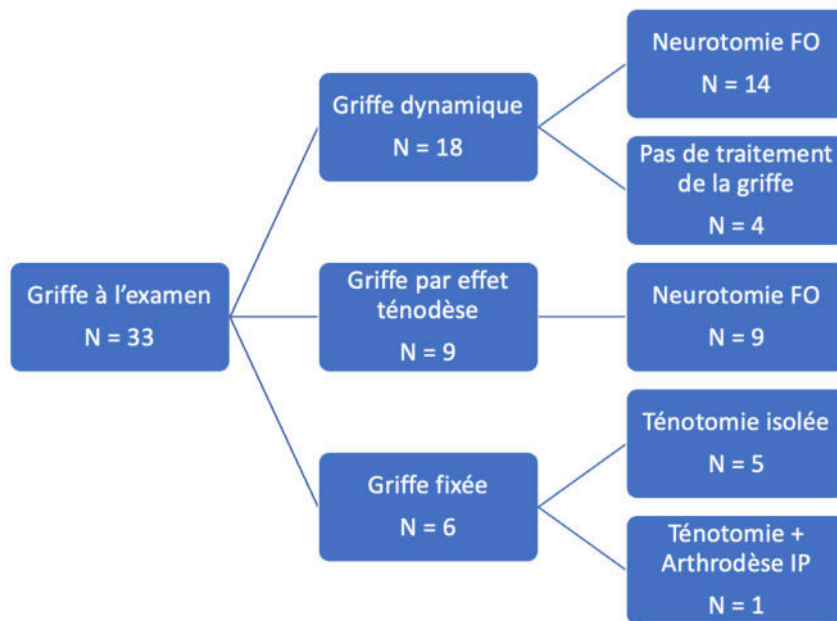 Griffe à l’examen
N = 33
Griffe dynamique
N = 18
Neurotomie FO
N = 14
Pas de traitement
de la griffe
N = 4
Griffe par effet
ténodèse
N = 9
Neurotomie FO
N = 9
Griffe fixée
N = 6
Ténotomie isolée
N = 5
Ténotomie +
Arthrodèse IP
N = 1